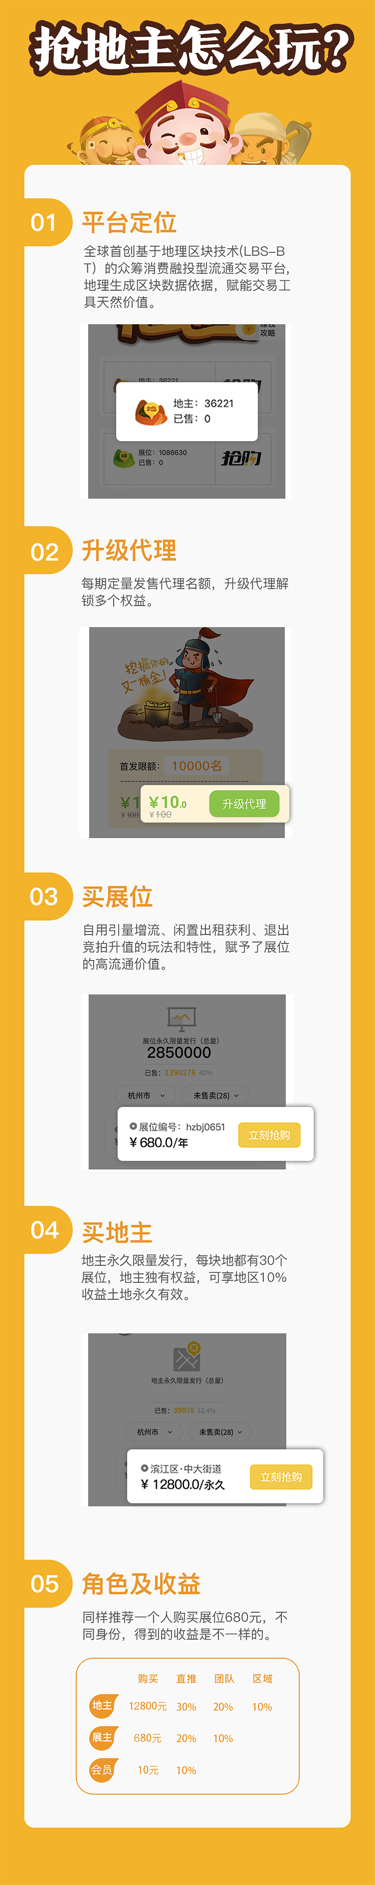 抢地主怎么玩?
01 平台定位
全球首创基于地理区块技术(LBS-B
T）的众筹消费融投型流通交易平台,
地理生成区块数据依据，赋能交易工
具天然价值。
攻略
地主：36221
已售：0
展位：1086630
已售：0
抢购
02 升级代理
每期定量发售代理名额，升级代理解
锁多个权益。
挖掘你的
又一桶金!
首发限额：10000名
¥10.0
¥100
升级代理
03 买展位
自用引量增流、闲置出租获利、退出
竞拍升值的玩法和特性，赋予了展位
的高流通价值。
展位永久限量发行（总量）
2850000
已售：1390276 40%
杭州市
未售卖(28)
展位编号：hzbj0651
¥680.0/年
立刻抢购
04 买地主
地主永久限量发行，每块地都有30个
展位，地主独有权益，可享地区10%
收益土地永久有效。
地主永久限量发行（总量）
已售：39076 53.4%
杭州市
未售卖(28)
滨江区·中大街道
¥ 12800.0/永久
立刻抢购
05 角色及收益
同样推荐一个人购买展位680元，不
同身份，得到的收益是不一样的。
购买 直推 团队 区域
地主 12800元 30% 20% 10%
展主 680元 20% 10%
会员 10元 10%